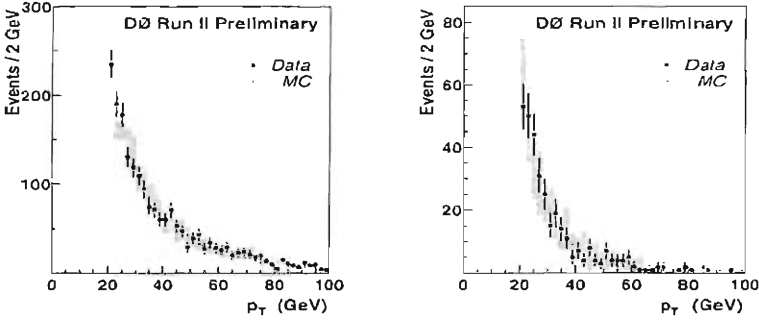 DØ Run II Preliminary
Events / 2 GeV
Data
MC
300
200
100
0 20 40 60 80 100
p_T (GeV)
DØ Run II Preliminary
Events / 2 GeV
Data
MC
80
60
40
20
0 20 40 60 80 100
p_T (GeV)